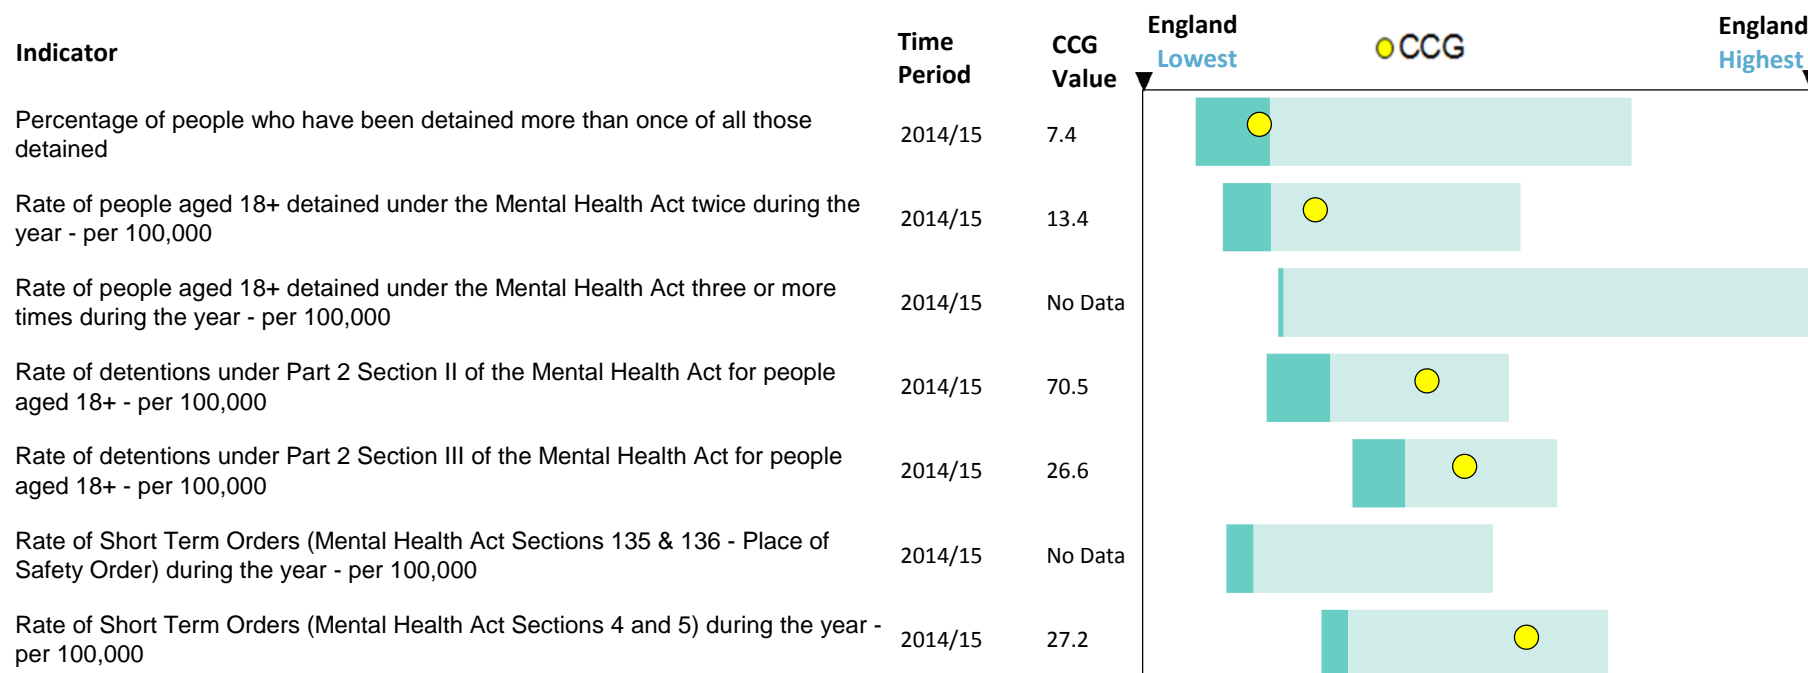 Indicator
Time Period
CCG Value
England Lowest
CCG
England Highest
Percentage of people who have been detained more than once of all those
detained
2014/15
7.4
Rate of people aged 18+ detained under the Mental Health Act twice during the
year - per 100,000
2014/15
13.4
Rate of people aged 18+ detained under the Mental Health Act three or more
times during the year - per 100,000
2014/15
No Data
Rate of detentions under Part 2 Section II of the Mental Health Act for people
aged 18+ - per 100,000
2014/15
70.5
Rate of detentions under Part 2 Section III of the Mental Health Act for people
aged 18+ - per 100,000
2014/15
26.6
Rate of Short Term Orders (Mental Health Act Sections 135 & 136 - Place of
Safety Order) during the year - per 100,000
2014/15
No Data
Rate of Short Term Orders (Mental Health Act Sections 4 and 5) during the year -
per 100,000
2014/15
27.2